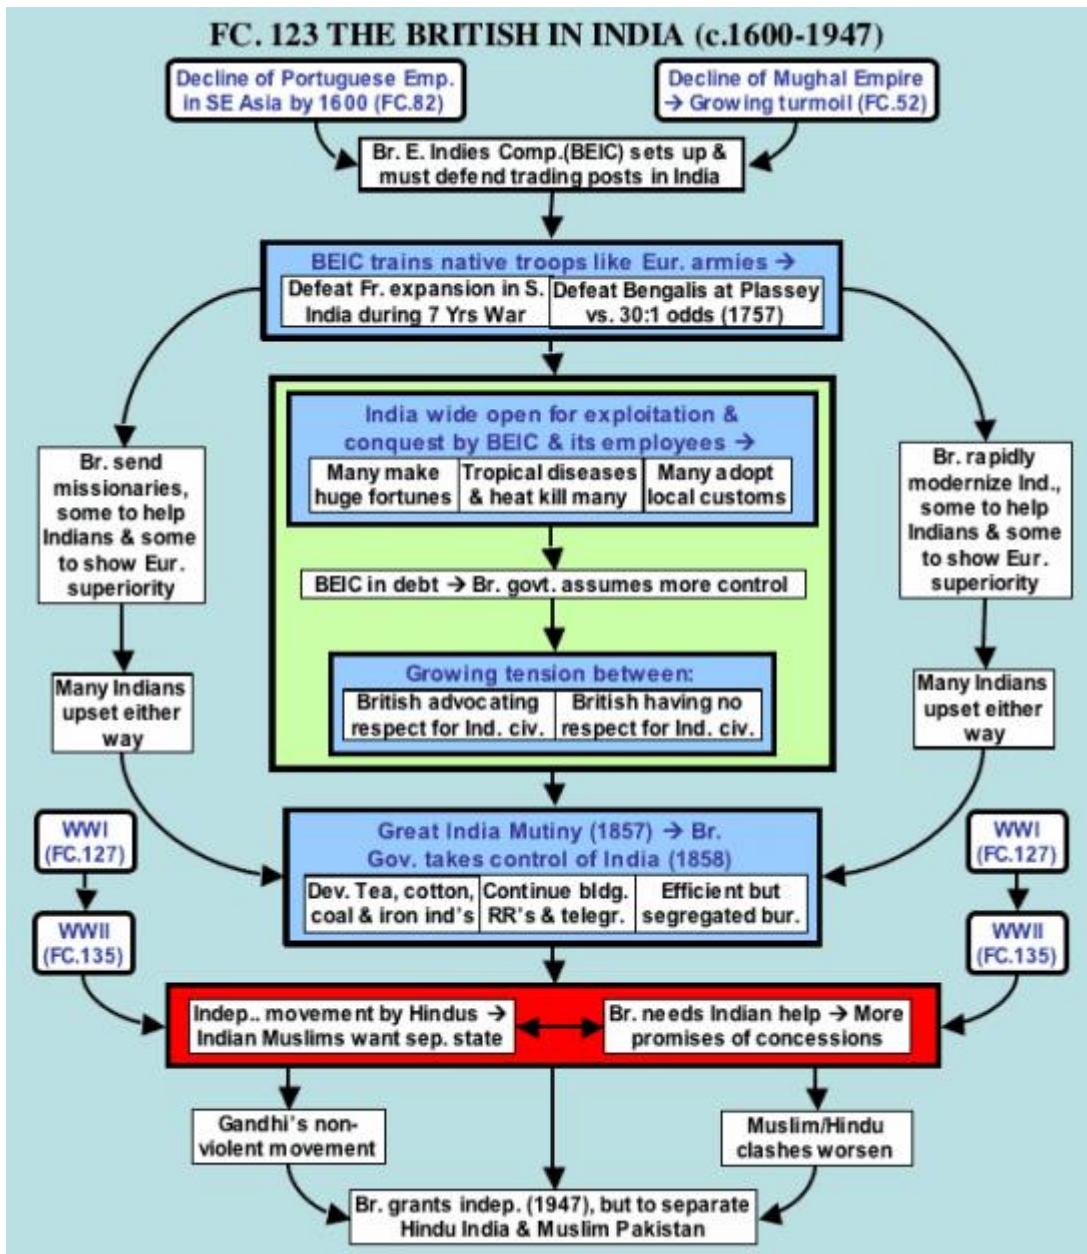 FC. 123 THE BRITISH IN INDIA (c.1600-1947)
Decline of Portuguese Emp.
in SE Asia by 1600 (FC.82)
Decline of Mughal Empire
→ Growing turmoil (FC.52)
Br. E. Indies Comp.(BEIC) sets up &
must defend trading posts in India
BEIC trains native troops like Eur. armies →
Defeat Fr. expansion in S.
India during 7 Yrs War
Defeat Bengalis at Plassey
vs. 30:1 odds (1757)
India wide open for exploitation &
conquest by BEIC & its employees →
Many make
huge fortunes
Tropical diseases
& heat kill many
Many adopt
local customs
Br. send
missionaries,
some to help
Indians & some
to show Eur.
superiority
Br. rapidly
modernize Ind.,
some to help
Indians & some
to show Eur.
superiority
BEIC in debt → Br. govt. assumes more control
Growing tension between:
British advocating
respect for Ind. civ.
British having no
respect for Ind. civ.
Many Indians
upset either
way
Many Indians
upset either
way
Great India Mutiny (1857) → Br.
Gov. takes control of India (1858)
Dev. Tea, cotton,
coal & iron ind's
Continue bldg.
RR's & telegr.
Efficient but
segregated bur.
WWI
(FC.127)
WWII
(FC.135)
WWI
(FC.127)
WWII
(FC.135)
Indep.. movement by Hindus →
Indian Muslims want sep. state
Br. needs Indian help → More
promises of concessions
Gandhi's non-
violent movement
Muslim/Hindu
clashes worsen
Br. grants indep. (1947), but to separate
Hindu India & Muslim Pakistan